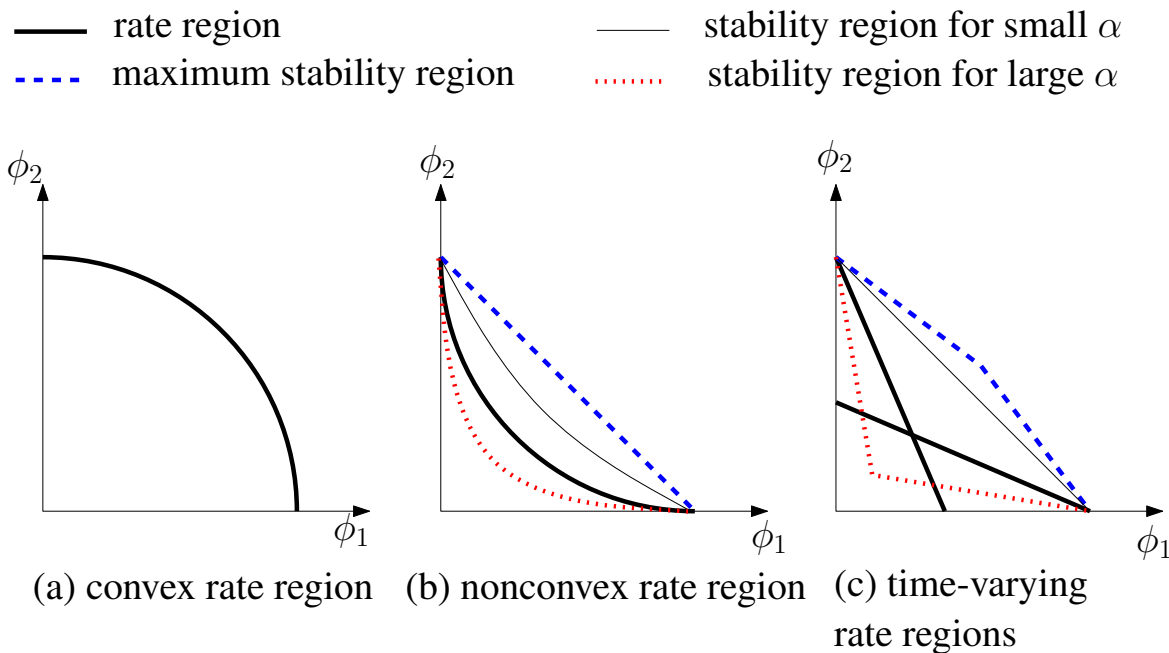 rate region
stability region for small α
maximum stability region
stability region for large α
ϕ₂
ϕ₁
ϕ₂
ϕ₁
ϕ₂
ϕ₁
(a) convex rate region
(b) nonconvex rate region
(c) time-varying
rate regions